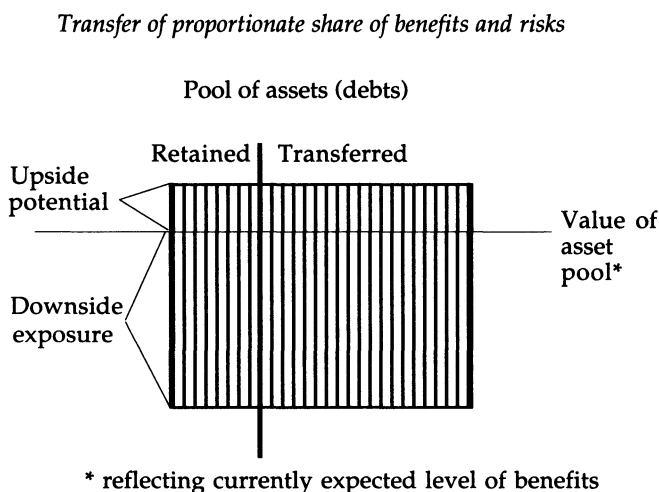 Transfer of proportionate share of benefits and risks
Pool of assets (debts)
Retained Transferred
Upside
potential
Value of
asset
pool*
Downside
exposure
* reflecting currently expected level of benefits